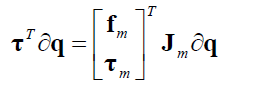 τ^T ∂q = [f_m τ_m]^T J_m ∂q